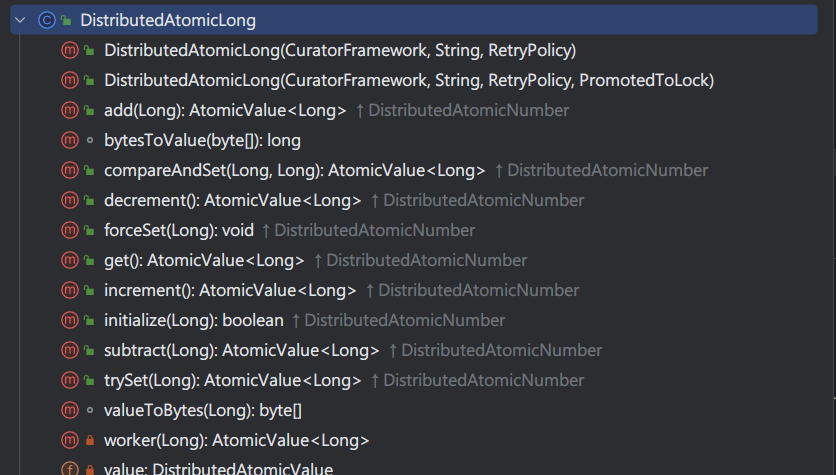 DistributedAtomicLong
DistributedAtomicLong(CuratorFramework, String, RetryPolicy)
DistributedAtomicLong(CuratorFramework, String, RetryPolicy, PromotedToLock)
add(Long): AtomicValue<Long> ↑DistributedAtomicNumber
bytesToValue(byte[]): long
compareAndSet(Long, Long): AtomicValue<Long> ↑DistributedAtomicNumber
decrement(): AtomicValue<Long> ↑DistributedAtomicNumber
forceSet(Long): void ↑DistributedAtomicNumber
get(): AtomicValue<Long> ↑DistributedAtomicNumber
increment(): AtomicValue<Long> ↑DistributedAtomicNumber
initialize(Long): boolean ↑DistributedAtomicNumber
subtract(Long): AtomicValue<Long> ↑DistributedAtomicNumber
trySet(Long): AtomicValue<Long> ↑DistributedAtomicNumber
valueToBytes(Long): byte[]
worker(Long): AtomicValue<Long>
value: DistributedAtomicValue